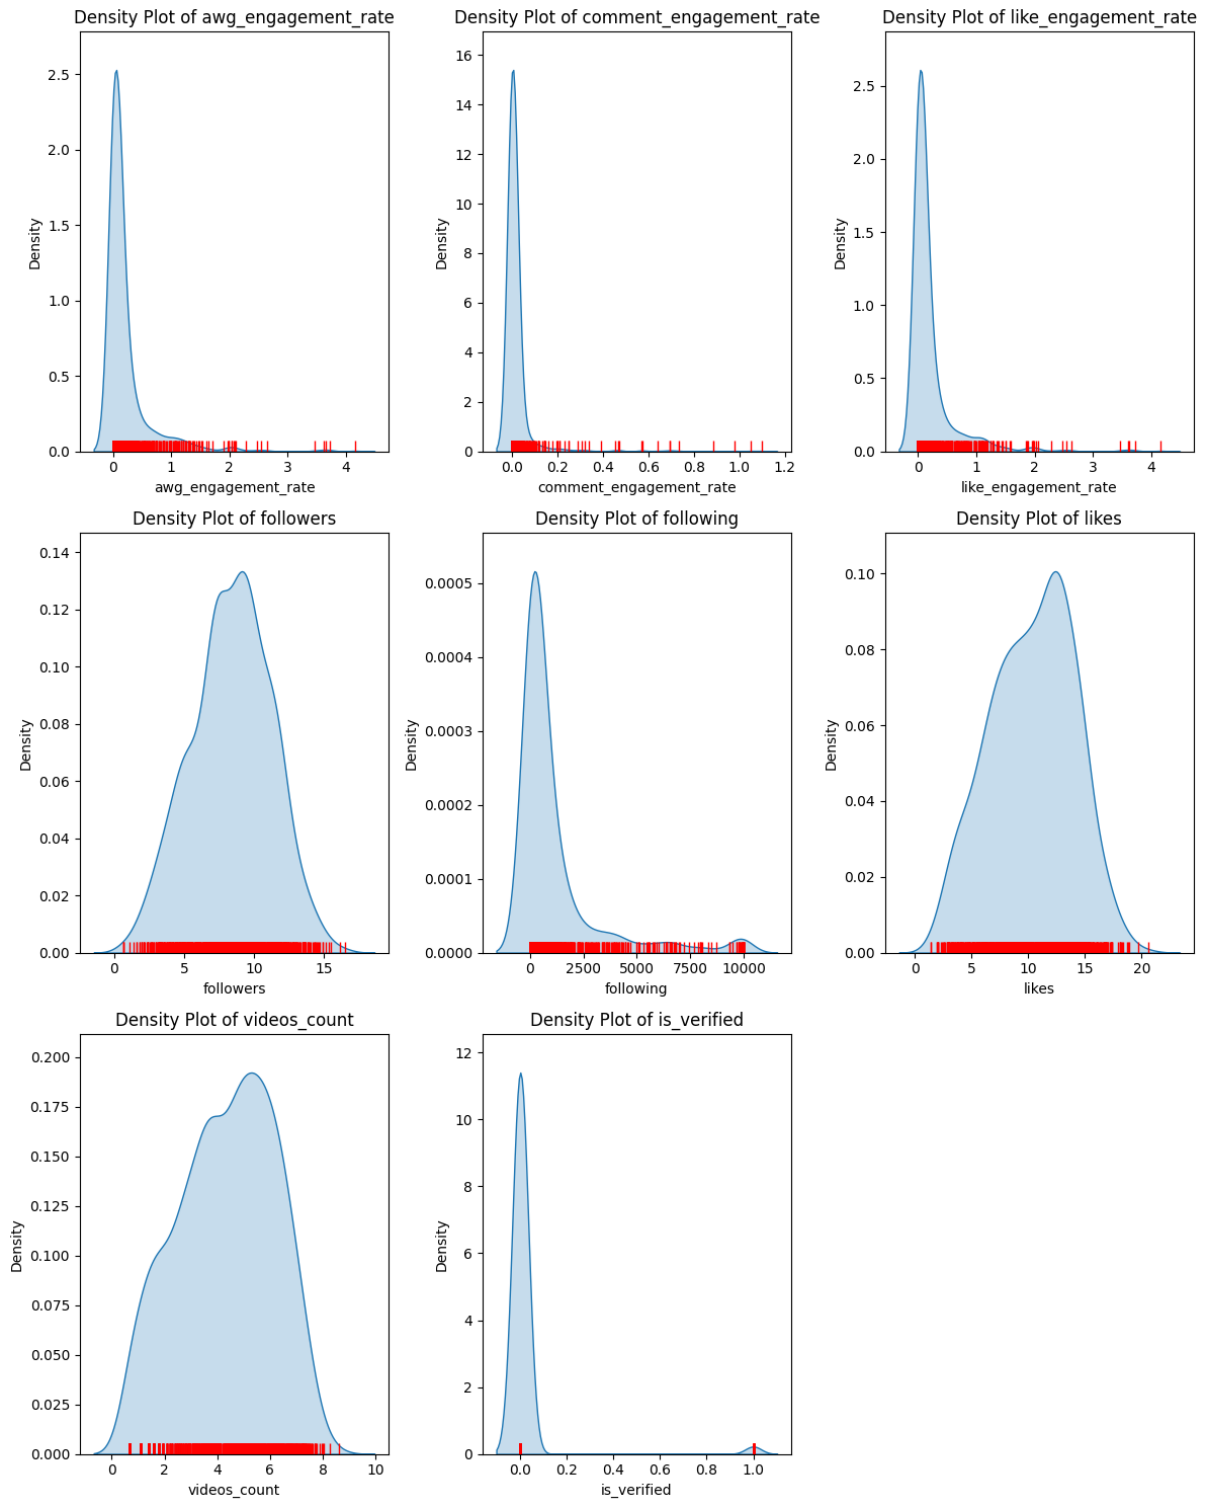 Density Plot of awg_engagement_rate
Density
2.5
2.0
1.5
1.0
0.5
0.0
0 1 2 3 4
awg_engagement_rate
Density Plot of comment_engagement_rate
Density
16
14
12
10
8
6
4
2
0
0.0 0.2 0.4 0.6 0.8 1.0 1.2
comment_engagement_rate
Density Plot of like_engagement_rate
Density
2.5
2.0
1.5
1.0
0.5
0.0
0 1 2 3 4
like_engagement_rate
Density Plot of followers
Density
0.14
0.12
0.10
0.08
0.06
0.04
0.02
0.00
0 5 10 15
followers
Density Plot of following
Density
0.0005
0.0004
0.0003
0.0002
0.0001
0.0000
0 2500 5000 7500 10000
following
Density Plot of likes
Density
0.10
0.08
0.06
0.04
0.02
0.00
0 5 10 15 20
likes
Density Plot of videos_count
Density
0.200
0.175
0.150
0.125
0.100
0.075
0.050
0.025
0.000
0 2 4 6 8 10
videos_count
Density Plot of is_verified
Density
12
10
8
6
4
2
0
0.0 0.2 0.4 0.6 0.8 1.0
is_verified